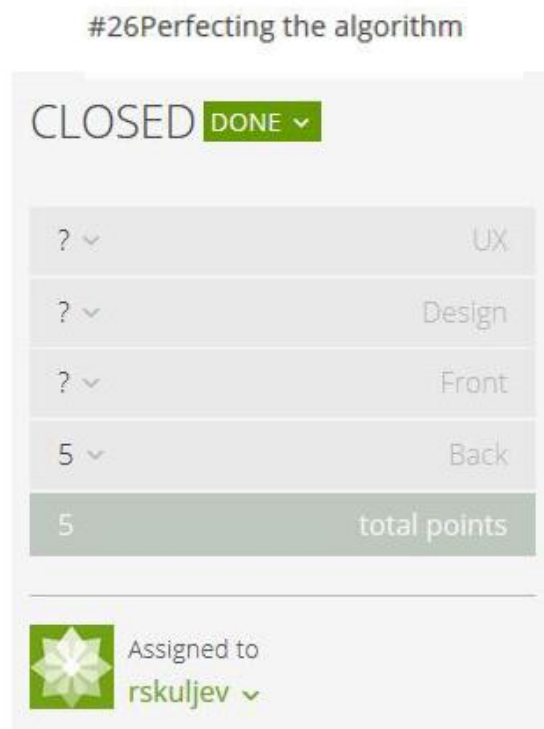 #26Perfecting the algorithm
CLOSED DONE
? UX
? Design
? Front
5 Back
5 total points
Assigned to
rskuljev